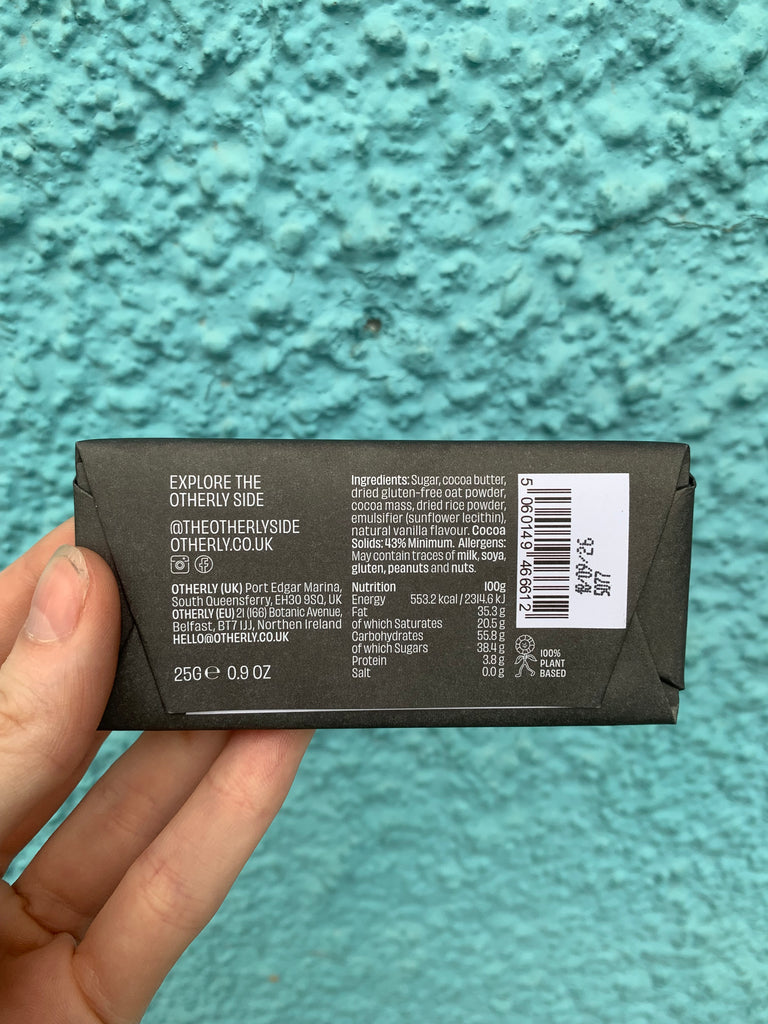 EXPLORE THE
OTHERLY SIDE
@THEOTHERLYSIDE
OTHERLY.CO.UK
OTHERLY (UK) Port Edgar Marina,
South Queensferry, EH30 9SQ, UK
OTHERLY (EU) 21 (166) Botanic Avenue,
Belfast, BT7 1JJ, Northen Ireland
HELLO@OTHERLY.CO.UK
25G ℮ 0.9 OZ
Ingredients: Sugar, cocoa butter,
dried gluten-free oat powder,
cocoa mass, dried rice powder,
emulsifier (sunflower lecithin),
natural vanilla flavour. Cocoa
Solids: 43% Minimum. Allergens:
May contain traces of milk, soya,
gluten, peanuts and nuts.
Nutrition 100g
Energy 553.2 kcal / 2314.6 kJ
Fat 35.3 g
of which Saturates 20.5 g
Carbohydrates 55.8 g
of which Sugars 38.4 g
Protein 3.8 g
Salt 0.0 g
5 060149 466612
18/09/26
5077
100%
PLANT
BASED